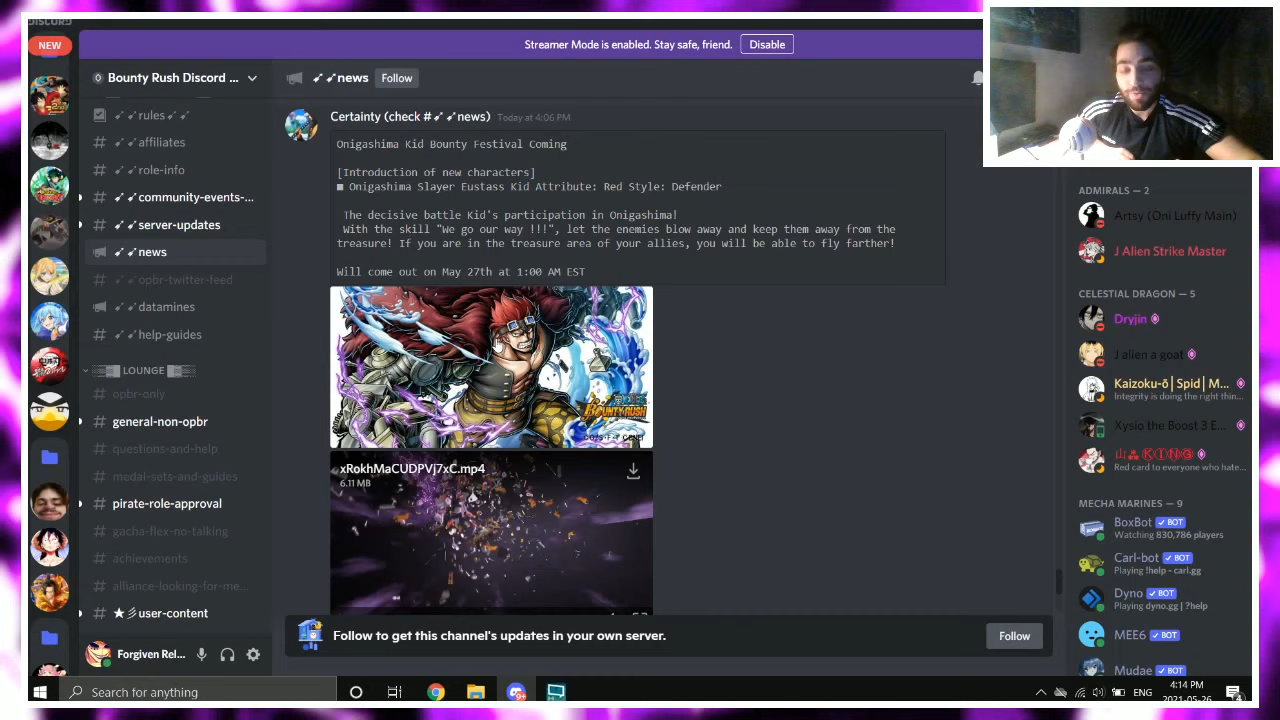 DISCORD
NEW
Streamer Mode is enabled. Stay safe, friend.
Disable
Bounty Rush Discord ...
rules
affiliates
role-info
community-events-...
server-updates
news
opbr-twitter-feed
datamines
help-guides
LOUNGE
opbr-only
general-non-opbr
questions-and-help
medal-sets-and-guides
pirate-role-approval
gacha-flex-no-talking
achievements
alliance-looking-for-me...
user-content
Forgiven Rel...
news
Follow
Certainty (check #news) Today at 4:06 PM
Onigashima Kid Bounty Festival Coming
[Introduction of new characters]
■ Onigashima Slayer Eustass Kid Attribute: Red Style: Defender
The decisive battle Kid's participation in Onigashima!
With the skill "We go our way !!!", let the enemies blow away and keep them away from the
treasure! If you are in the treasure area of your allies, you will be able to fly farther!
Will come out on May 27th at 1:00 AM EST
BOUNTY RUSH
xRokhMaCUDPVj7xC.mp4
6.11 MB
Follow to get this channel's updates in your own server.
Follow
ADMIRALS — 2
Artsy (Oni Luffy Main)
J Alien Strike Master
CELESTIAL DRAGON — 5
Dryjin
J alien a goat
Kaizoku-ō | Spid | M...
Integrity is doing the right thin...
Xysio the Boost 3 E...
KING
Red card to everyone who hate...
MECHA MARINES — 9
BoxBot ✓ BOT
Watching 830,786 players
Carl-bot ✓ BOT
Playing !help - carl.gg
Dyno ✓ BOT
Playing dyno.gg | ?help
MEE6 ✓ BOT
Mudae ✓ BOT
Search for anything
9+
ENG
4:14 PM
2021-05-26